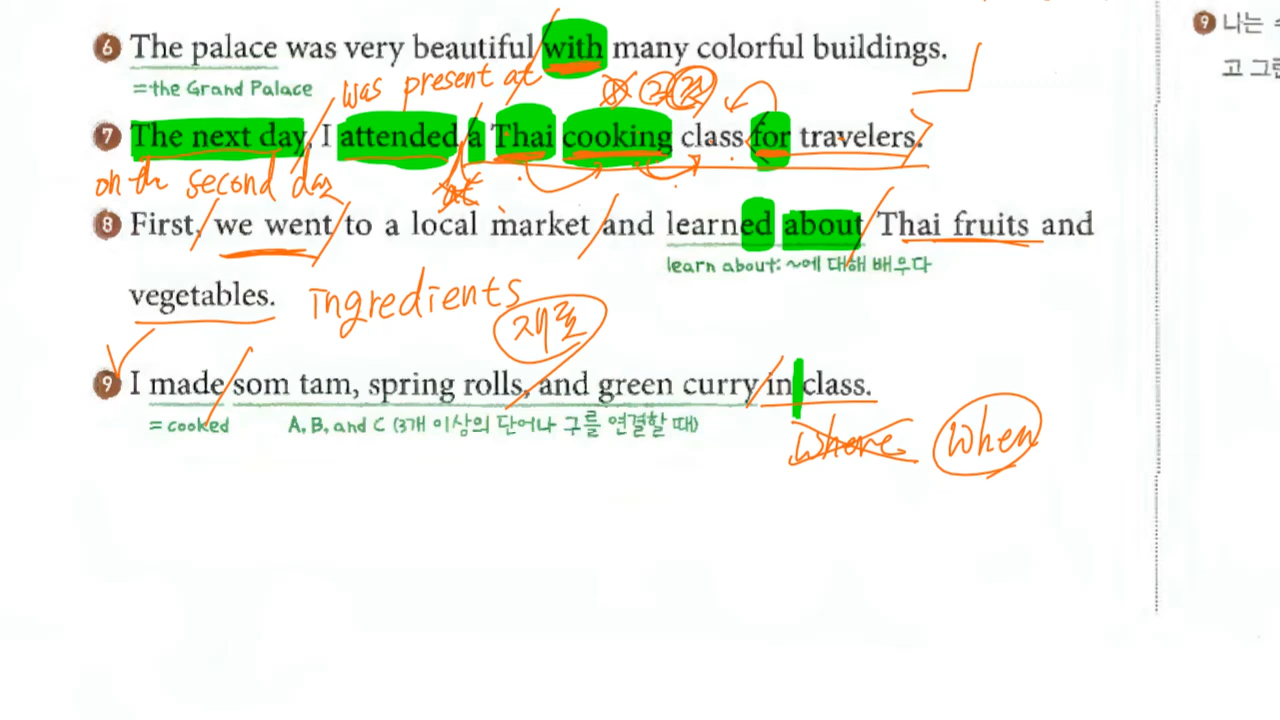 ⑥ The palace was very beautiful/with many colorful buildings.
=the Grand Palace
was present at
⑦ The next day, I attended a Thai cooking class for travelers.
on the second day
at
⑧ First, we went to a local market and learned about Thai fruits and
learn about: ~에 대해 배우다
vegetables. ingredients
재료
⑨ I made som tam, spring rolls, and green curry in class.
= cooked A, B, and C (3개 이상의 단어나 구를 연결할 때)
where when
⑨ 나는
고 그린